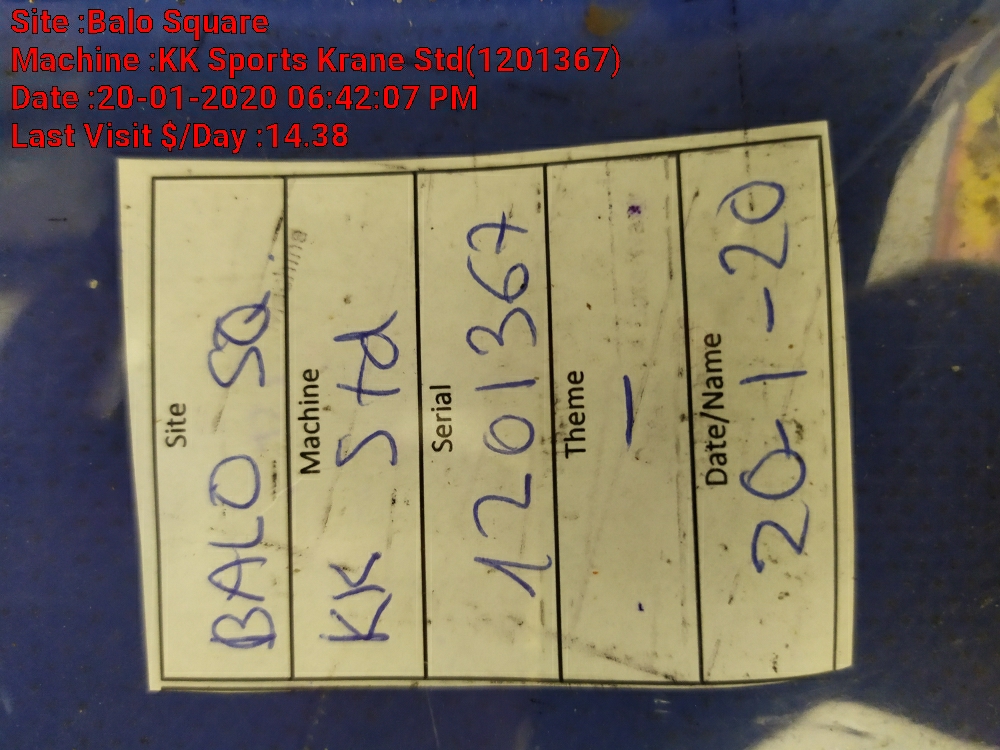 Site :Balo Square
Machine :KK Sports Krane Std(1201367)
Date :20-01-2020 06:42:07 PM
Last Visit $/Day :14.38
Site
BALO SQ.
Machine
KK Std
Serial
1201367
Theme
—
Date/Name
20-1-20